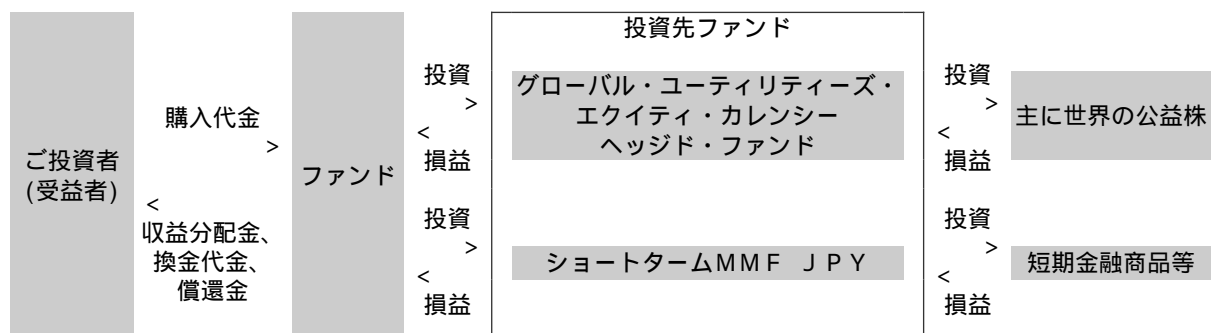 投資先ファンド
ご投資者
(受益者)
購入代金
>
<
収益分配金、
換金代金、
償還金
ファンド
投資
>
<
損益
グローバル・ユーティリティーズ・
エクイティ・カレンシー
ヘッジド・ファンド
投資
>
<
損益
主に世界の公益株
投資
>
<
損益
ショートタームＭＭＦ　ＪＰＹ
投資
>
<
損益
短期金融商品等